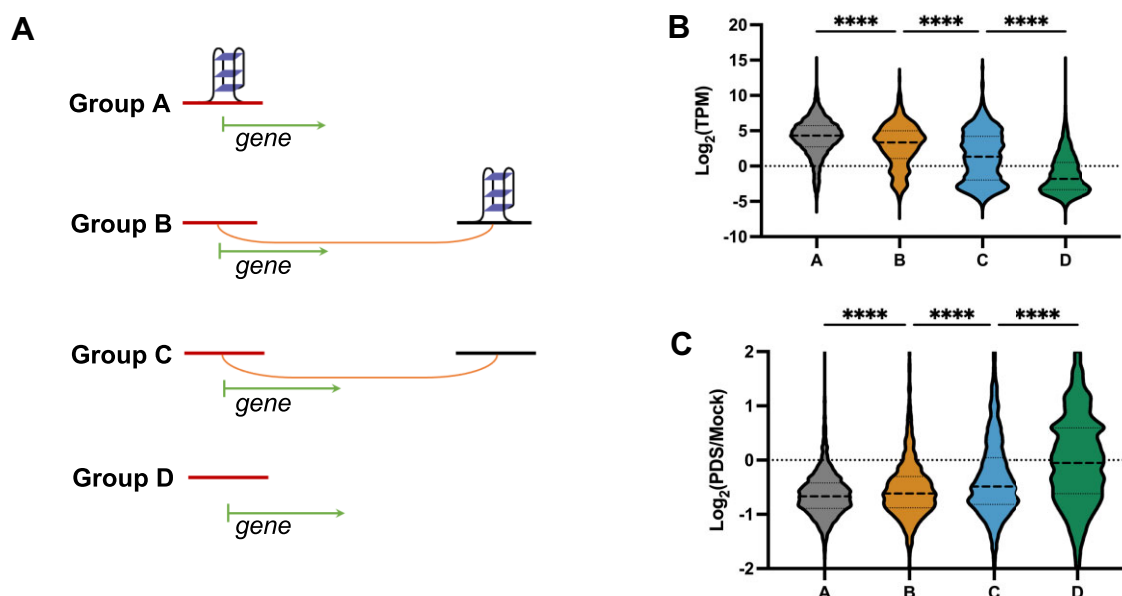 A
Group A
gene
Group B
gene
Group C
gene
Group D
gene
B
**** **** ****
Log2(TPM)
20
15
10
5
0
-5
-10
A B C D
C
**** **** ****
Log2(PDS/Mock)
2
1
0
-1
-2
A B C D